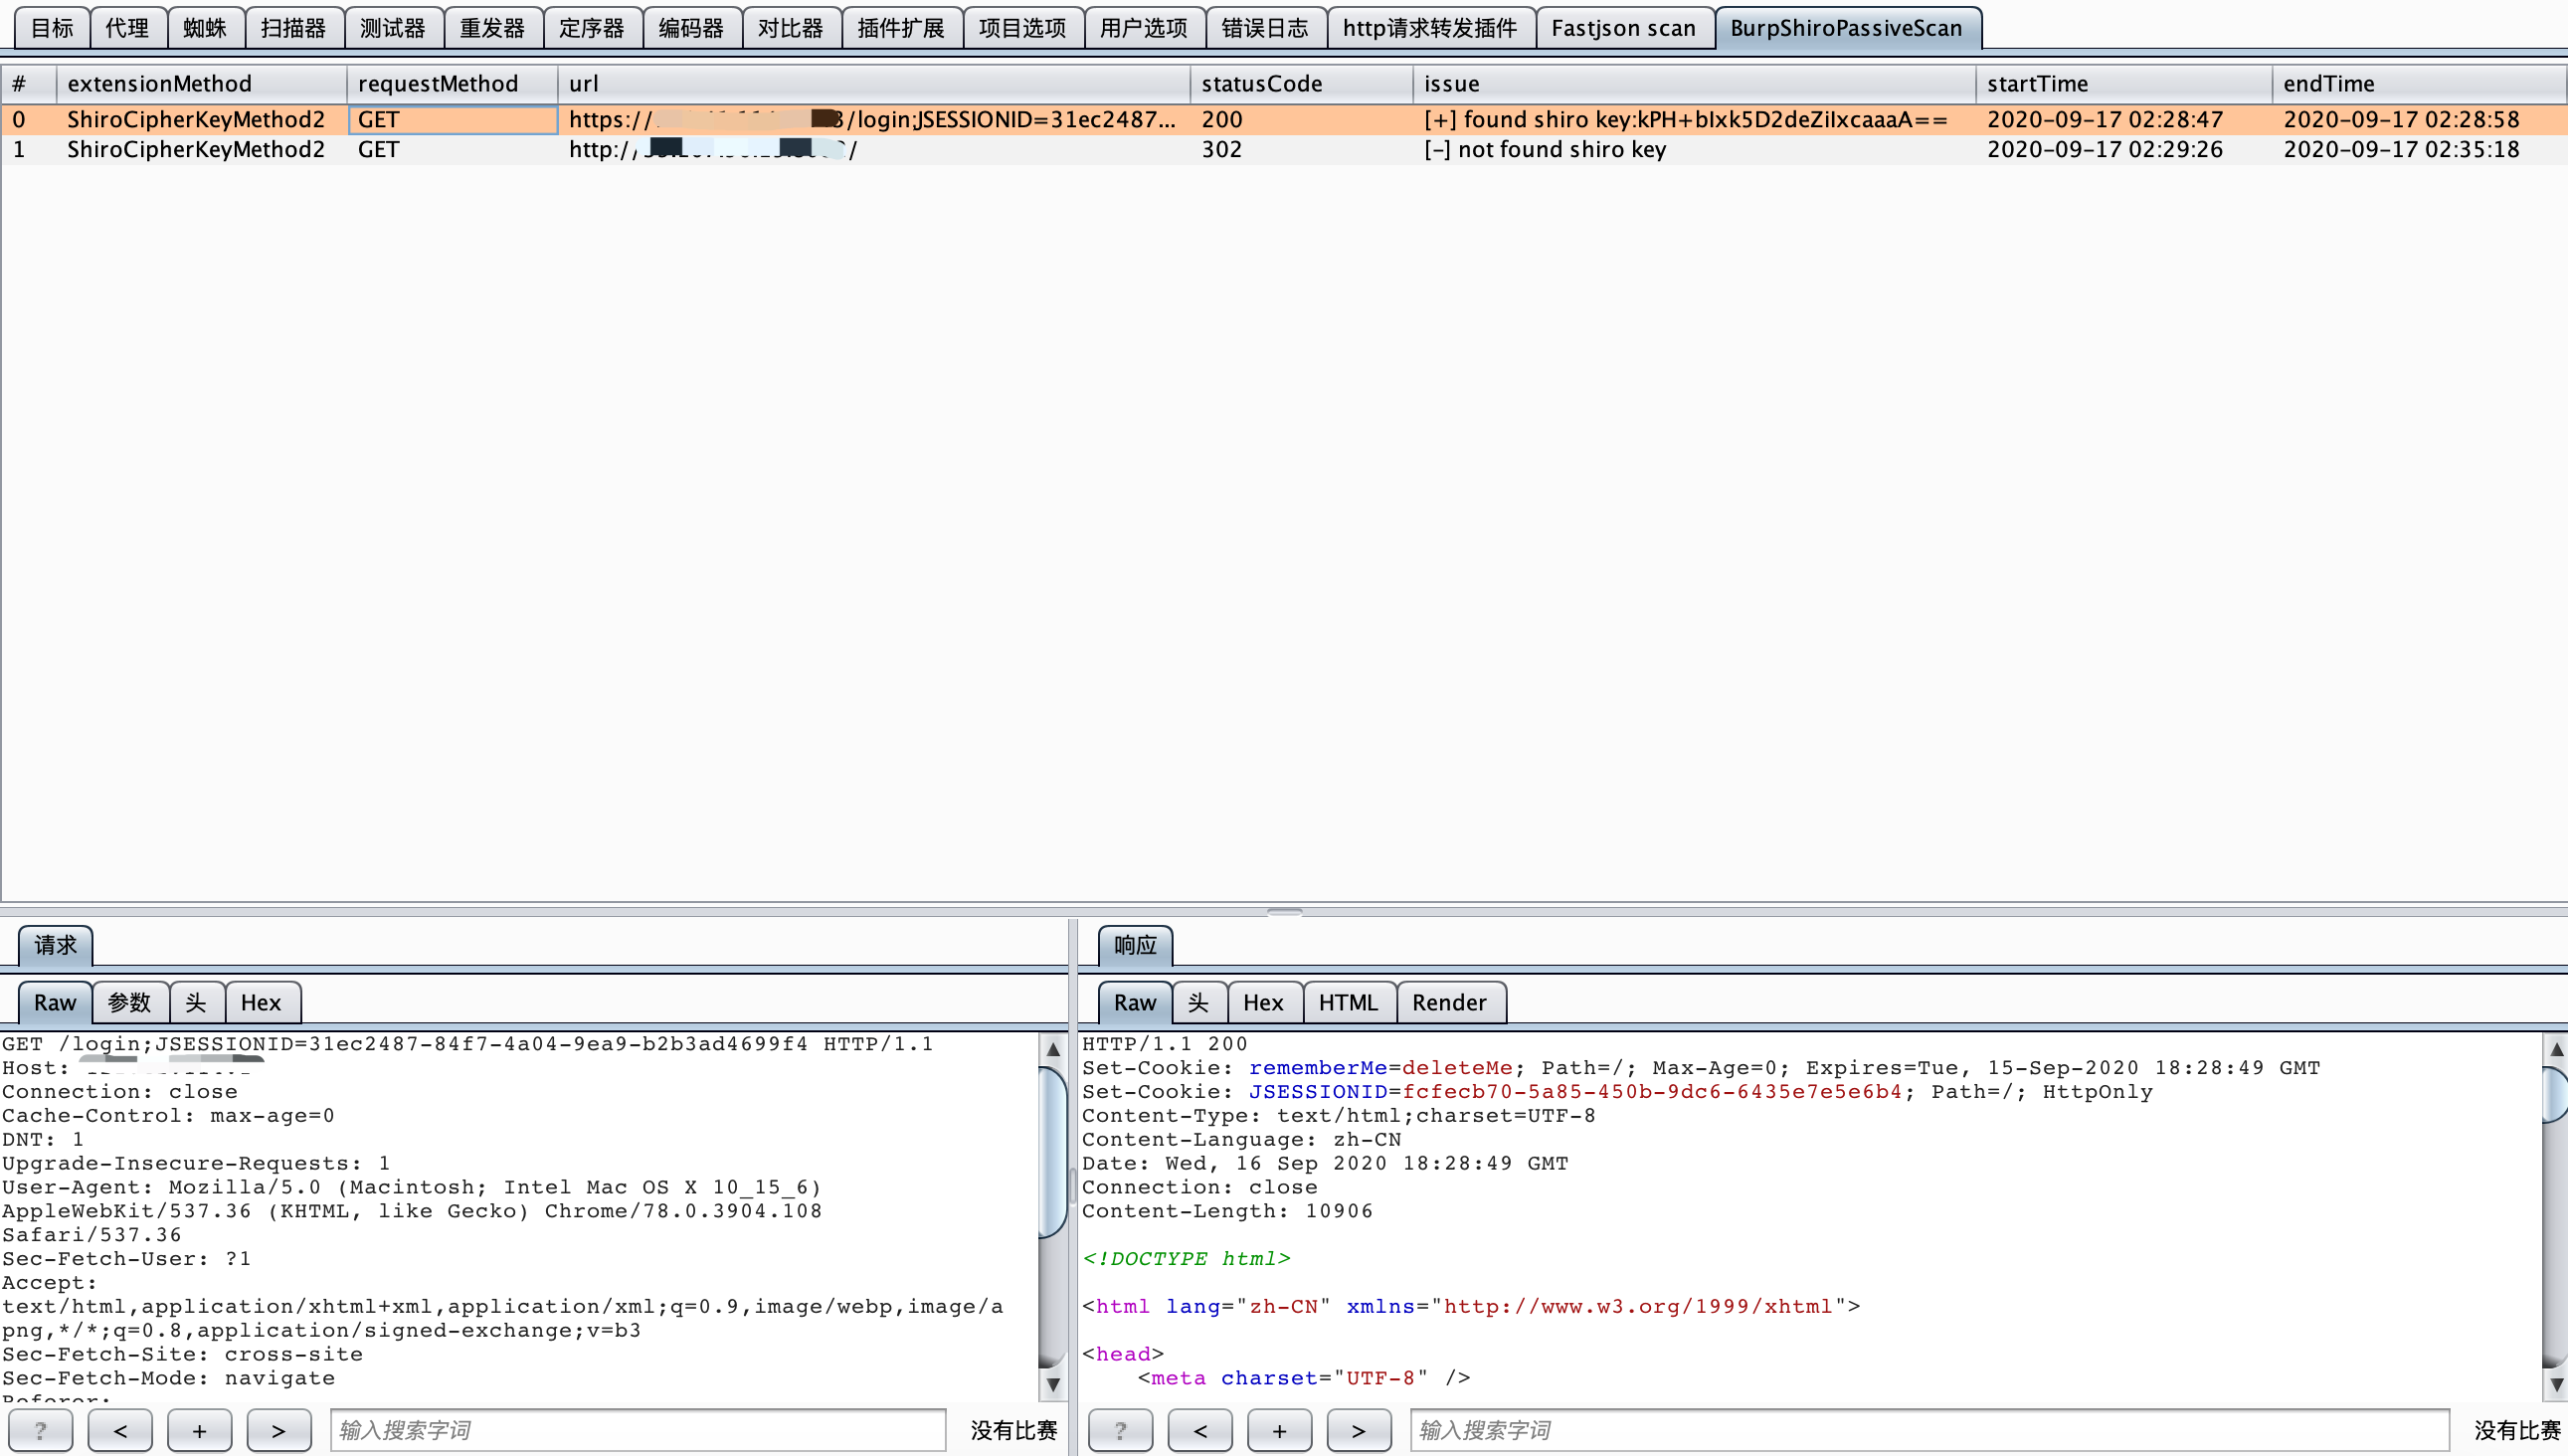 目标 代理 蜘蛛 扫描器 测试器 重发器 定序器 编码器 对比器 插件扩展 项目选项 用户选项 错误日志 http请求转发插件 Fastjson scan BurpShiroPassiveScan
# extensionMethod requestMethod url statusCode issue startTime endTime
0 ShiroCipherKeyMethod2 GET https:// /login;JSESSIONID=31ec2487... 200 [+] found shiro key:kPH+bIxk5D2deZiIxcaaaA== 2020-09-17 02:28:47 2020-09-17 02:28:58
1 ShiroCipherKeyMethod2 GET http:// / 302 [-] not found shiro key 2020-09-17 02:29:26 2020-09-17 02:35:18
请求
Raw 参数 头 Hex
GET /login;JSESSIONID=31ec2487-84f7-4a04-9ea9-b2b3ad4699f4 HTTP/1.1
Host:
Connection: close
Cache-Control: max-age=0
DNT: 1
Upgrade-Insecure-Requests: 1
User-Agent: Mozilla/5.0 (Macintosh; Intel Mac OS X 10_15_6)
AppleWebKit/537.36 (KHTML, like Gecko) Chrome/78.0.3904.108
Safari/537.36
Sec-Fetch-User: ?1
Accept:
text/html,application/xhtml+xml,application/xml;q=0.9,image/webp,image/a
png,*/*;q=0.8,application/signed-exchange;v=b3
Sec-Fetch-Site: cross-site
Sec-Fetch-Mode: navigate
Referer:
? < + > 输入搜索字词 没有比赛
响应
Raw 头 Hex HTML Render
HTTP/1.1 200
Set-Cookie: rememberMe=deleteMe; Path=/; Max-Age=0; Expires=Tue, 15-Sep-2020 18:28:49 GMT
Set-Cookie: JSESSIONID=fcfecb70-5a85-450b-9dc6-6435e7e5e6b4; Path=/; HttpOnly
Content-Type: text/html;charset=UTF-8
Content-Language: zh-CN
Date: Wed, 16 Sep 2020 18:28:49 GMT
Connection: close
Content-Length: 10906
<!DOCTYPE html>
<html lang="zh-CN" xmlns="http://www.w3.org/1999/xhtml">
<head>
<meta charset="UTF-8" />
? < + > 输入搜索字词 没有比赛